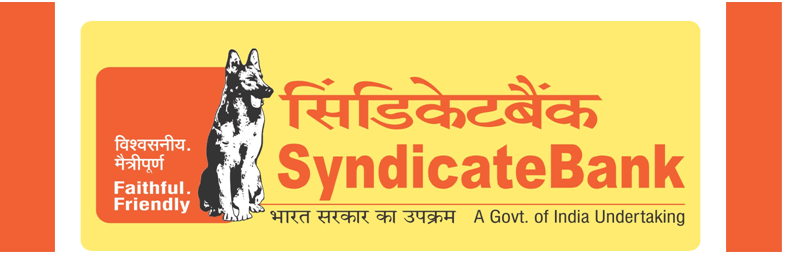 विश्वसनीय.
मैत्रीपूर्ण
Faithful.
Friendly
सिंडिकेटबैंक
SyndicateBank
भारत सरकार का उपक्रम A Govt. of India Undertaking